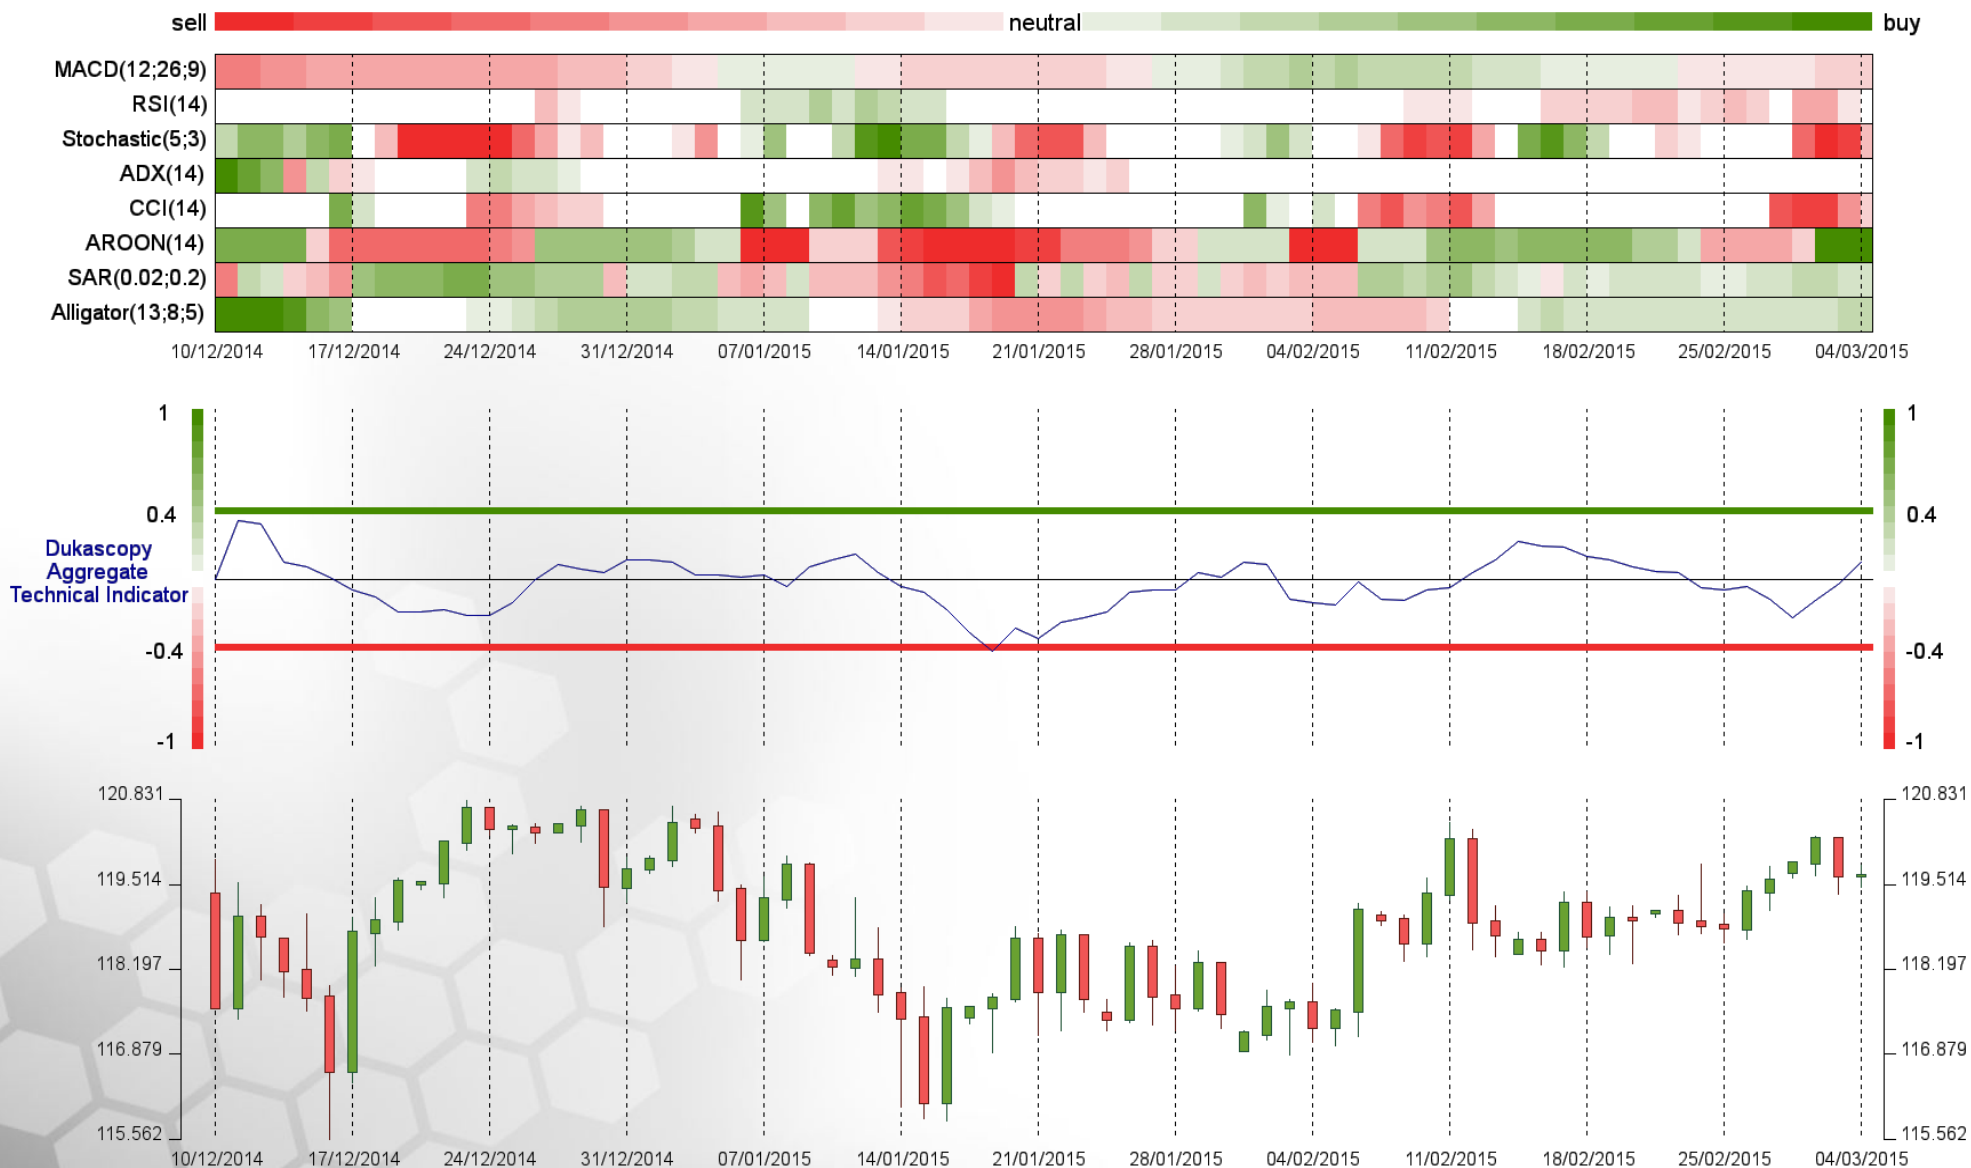 sell neutral buy
MACD(12;26;9)
RSI(14)
Stochastic(5;3)
ADX(14)
CCI(14)
AROON(14)
SAR(0.02;0.2)
Alligator(13;8;5)
10/12/2014 17/12/2014 24/12/2014 31/12/2014 07/01/2015 14/01/2015 21/01/2015 28/01/2015 04/02/2015 11/02/2015 18/02/2015 25/02/2015 04/03/2015
1 1
0.4 0.4
Dukascopy
Aggregate
Technical Indicator
-0.4 -0.4
-1 -1
120.831 120.831
119.514 119.514
118.197 118.197
116.879 116.879
115.562 115.562
10/12/2014 17/12/2014 24/12/2014 31/12/2014 07/01/2015 14/01/2015 21/01/2015 28/01/2015 04/02/2015 11/02/2015 18/02/2015 25/02/2015 04/03/2015